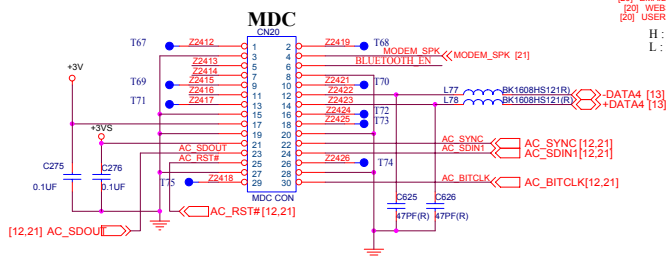 [20] WEB
[20] USER
H :
L :
MDC
CN20
T67 Z2412 1 2 Z2419 T68
3 4 MODEM_SPK MODEM_SPK [21]
Z2413 5 6 BLUETOOTH_EN
+3V
Z2414 7 8
T69 Z2415 9 10 Z2421 T70
Z2416 11 12 Z2422 L77 BK1608HS121(R) -DATA4 [13]
T71 Z2417 13 14 Z2423 L78 BK1608HS121(R) +DATA4 [13]
15 16 Z2424 T72
17 18 Z2425 T73
+3VS
19 20
21 22 AC_SYNC AC_SYNC [12,21]
AC_SDOUT 23 24 AC_SDIN1 AC_SDIN1 [12,21]
C275 C276 AC_RST# 25 26 Z2426 T74
0.1UF 0.1UF
27 28
T75 Z2418 29 30 AC_BITCLK AC_BITCLK [12,21]
MDC CON
C625 C626
47PF(R) 47PF(R)
AC_RST# [12,21]
[12,21] AC_SDOUT